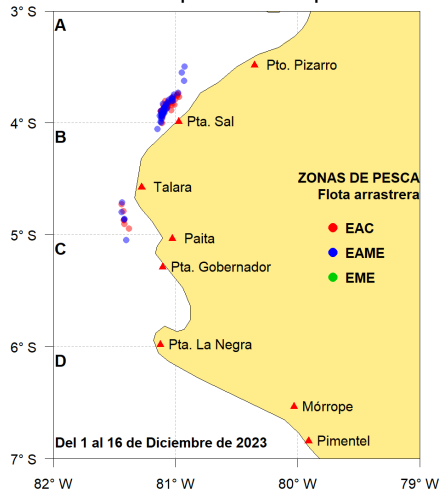 3° S
A
Pto. Pizarro
4° S
Pta. Sal
B
ZONAS DE PESCA
Flota arrastrera
Talara
EAC
5° S
Paita
EAME
C
Pta. Gobernador
EME
6° S
Pta. La Negra
D
Mórrope
Del 1 al 16 de Diciembre de 2023
Pimentel
7° S
82° W
81° W
80° W
79° W